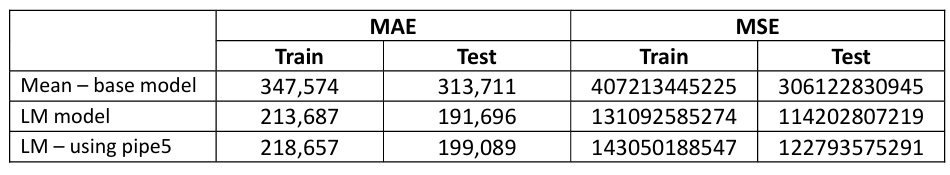 MAE MSE
Train Test Train Test
Mean – base model 347,574 313,711 407213445225 306122830945
LM model 213,687 191,696 131092585274 114202807219
LM – using pipe5 218,657 199,089 143050188547 122793575291